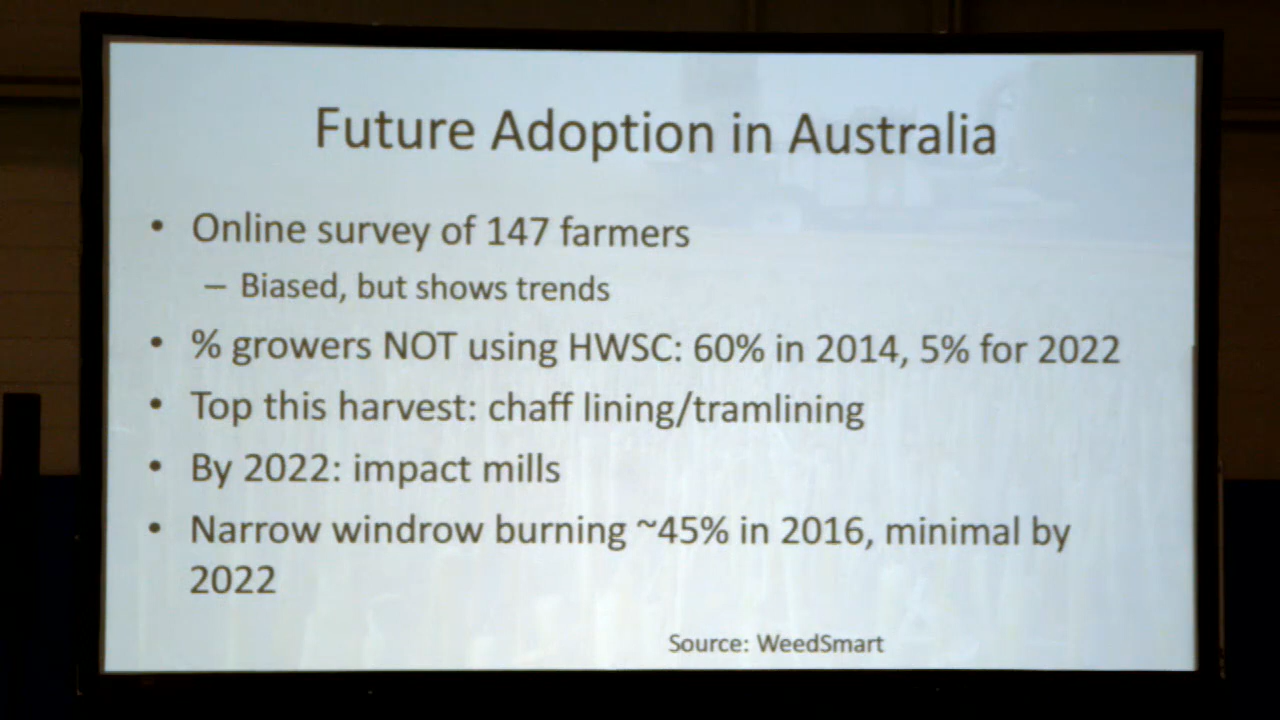 Future Adoption in Australia
• Online survey of 147 farmers
– Biased, but shows trends
• % growers NOT using HWSC: 60% in 2014, 5% for 2022
• Top this harvest: chaff lining/tramlining
• By 2022: impact mills
• Narrow windrow burning ~45% in 2016, minimal by
2022
Source: WeedSmart